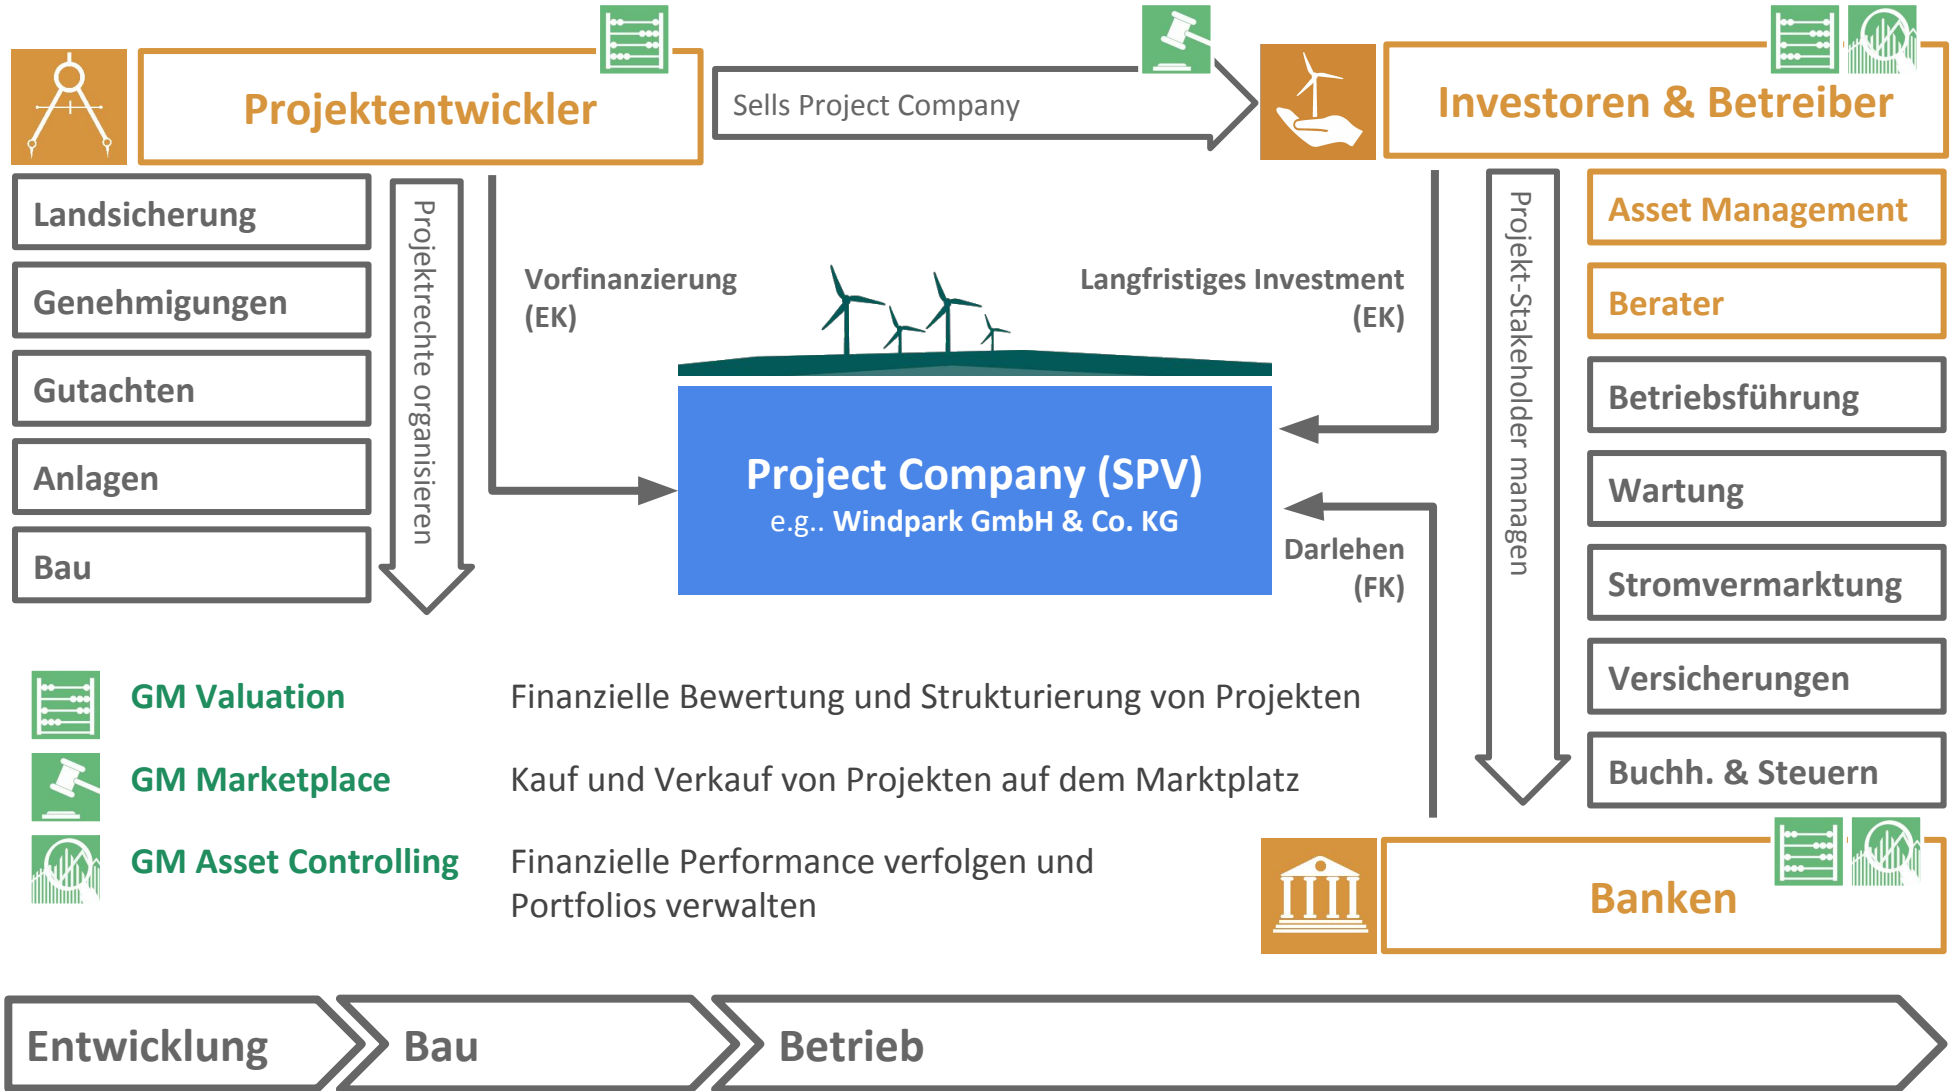 Projektentwickler
Sells Project Company
Investoren & Betreiber
Landsicherung
Genehmigungen
Gutachten
Anlagen
Bau
Projektrechte organisieren
Vorfinanzierung
(EK)
Langfristiges Investment
(EK)
Project Company (SPV)
e.g.. Windpark GmbH & Co. KG
Darlehen
(FK)
Projekt-Stakeholder managen
Asset Management
Berater
Betriebsführung
Wartung
Stromvermarktung
Versicherungen
Buchh. & Steuern
GM Valuation
Finanzielle Bewertung und Strukturierung von Projekten
GM Marketplace
Kauf und Verkauf von Projekten auf dem Marktplatz
GM Asset Controlling
Finanzielle Performance verfolgen und
Portfolios verwalten
Banken
Entwicklung
Bau
Betrieb